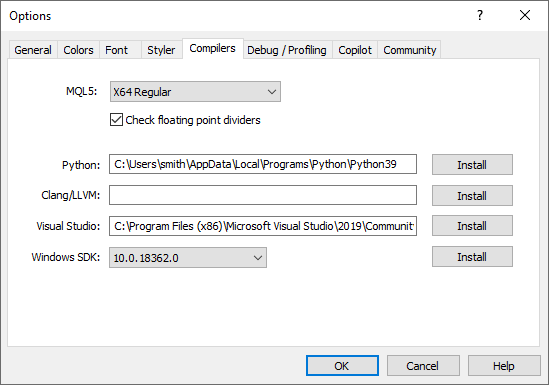 Options
General Colors Font Styler Compilers Debug / Profiling Copilot Community
MQL5: X64 Regular
Check floating point dividers
Python: C:\Users\smith\AppData\Local\Programs\Python\Python39 Install
Clang/LLVM: Install
Visual Studio: C:\Program Files (x86)\Microsoft Visual Studio\2019\Communit Install
Windows SDK: 10.0.18362.0 Install
OK Cancel Help